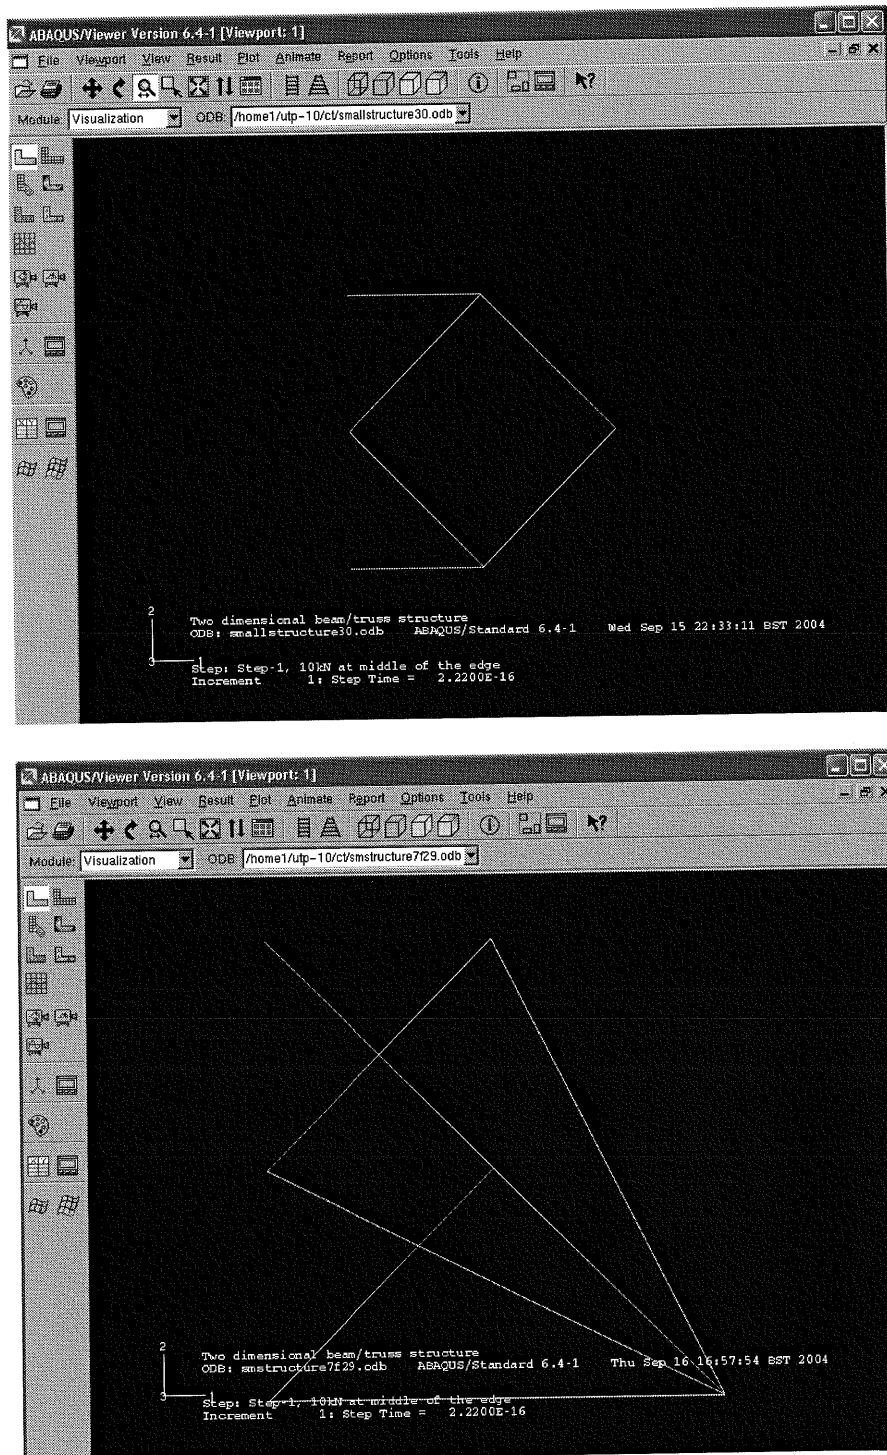 ABAQUS/Viewer Version 6.4-1 [Viewport: 1]
File Viewport View Result Plot Animate Report Options Tools Help
Module: Visualization ODB: /home1/utp-10/ct/smallstructure30.odb
2
3 1
Two dimensional beam/truss structure
ODB: smallstructure30.odb ABAQUS/Standard 6.4-1 Wed Sep 15 22:33:11 BST 2004
Step: Step-1, 10kN at middle of the edge
Increment 1: Step Time = 2.2200E-16
ABAQUS/Viewer Version 6.4-1 [Viewport: 1]
File Viewport View Result Plot Animate Report Options Tools Help
Module: Visualization ODB: /home1/utp-10/ct/smstructure7f29.odb
2
3 1
Two dimensional beam/truss structure
ODB: smstructure7f29.odb ABAQUS/Standard 6.4-1 Thu Sep 16 16:57:54 BST 2004
Step: Step-1, 10kN at middle of the edge
Increment 1: Step Time = 2.2200E-16